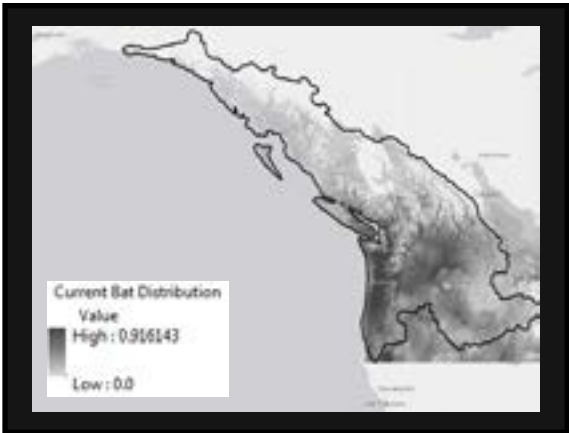 Current Bat Distribution
Value
High : 0.916143
Low : 0.0